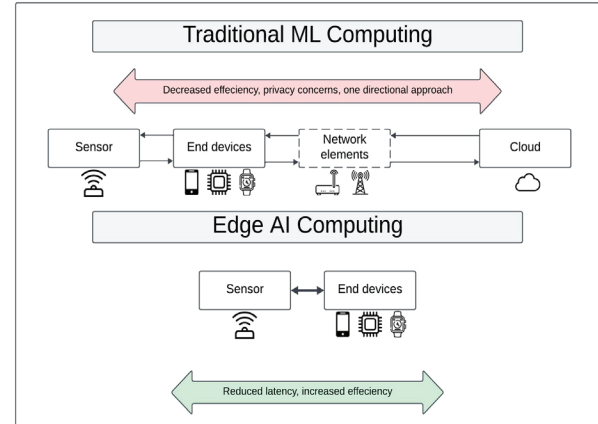 Traditional ML Computing
Decreased effeciency, privacy concerns, one directional approach
Sensor
End devices
Network
elements
Cloud
Edge AI Computing
Sensor
End devices
Reduced latency, increased effeciency